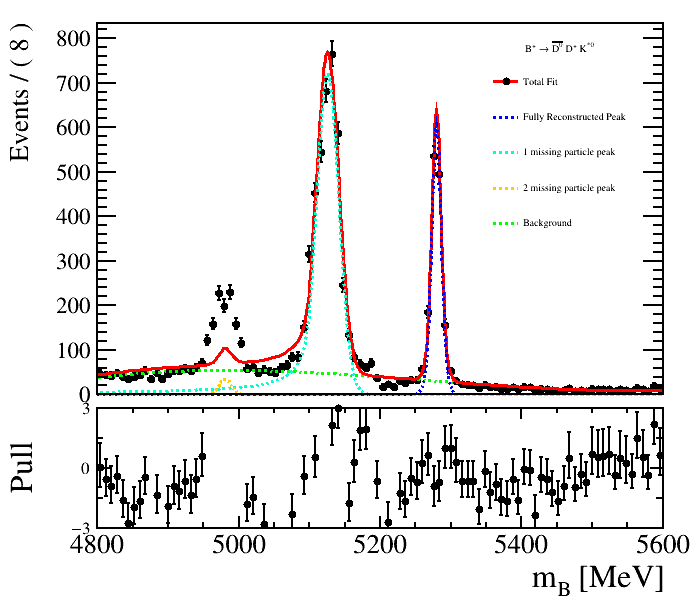 Events / ( 8 )
800
700
600
500
400
300
200
100
0
B⁺ → D̅⁰ D⁺ K*⁰
Total Fit
Fully Reconstructed Peak
1 missing particle peak
2 missing particle peak
Background
Pull
3
0
−3
4800 5000 5200 5400 5600
m_B [MeV]